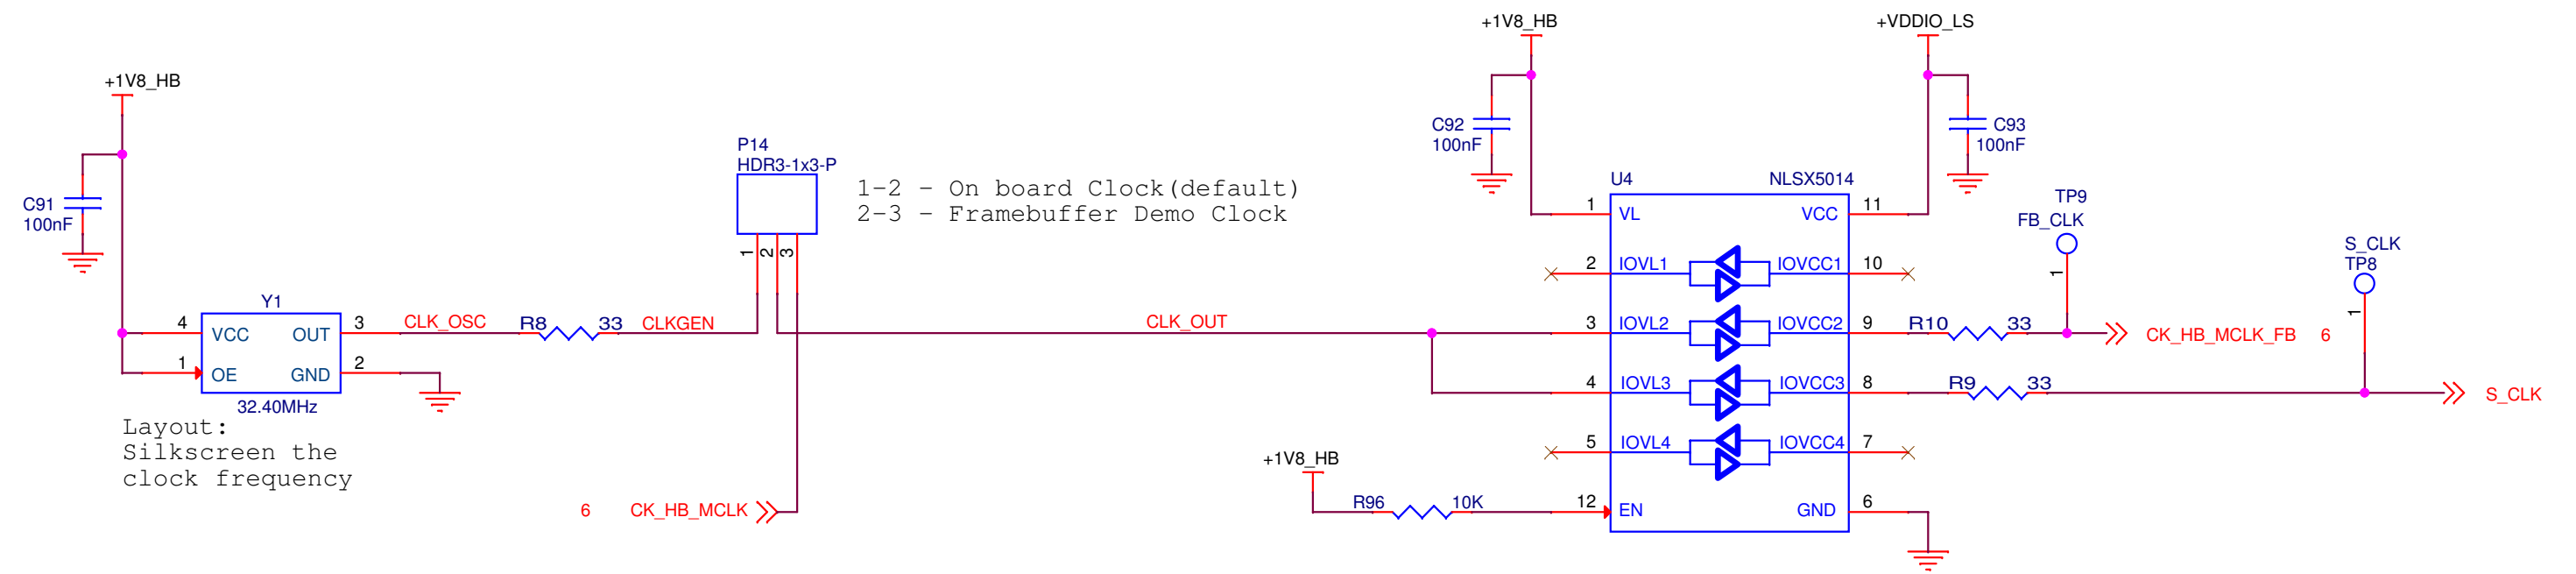 +1V8_HB
C91
100nF
Y1
4
VCC
OUT
3
1
OE
GND
2
32.40MHz
Layout:
Silkscreen the
clock frequency
CLK_OSC
R8
33
CLKGEN
P14
HDR3-1x3-P
1
2
3
1-2 - On board Clock(default)
2-3 - Framebuffer Demo Clock
6
CK_HB_MCLK
CLK_OUT
+1V8_HB
C92
100nF
+VDDIO_LS
C93
100nF
U4
NLSX5014
1
VL
VCC
11
2
IOVL1
IOVCC1
10
3
IOVL2
IOVCC2
9
4
IOVL3
IOVCC3
8
5
IOVL4
IOVCC4
7
12
EN
GND
6
+1V8_HB
R96
10K
R10
33
TP9
FB_CLK
1
CK_HB_MCLK_FB
6
R9
33
S_CLK
TP8
1
S_CLK